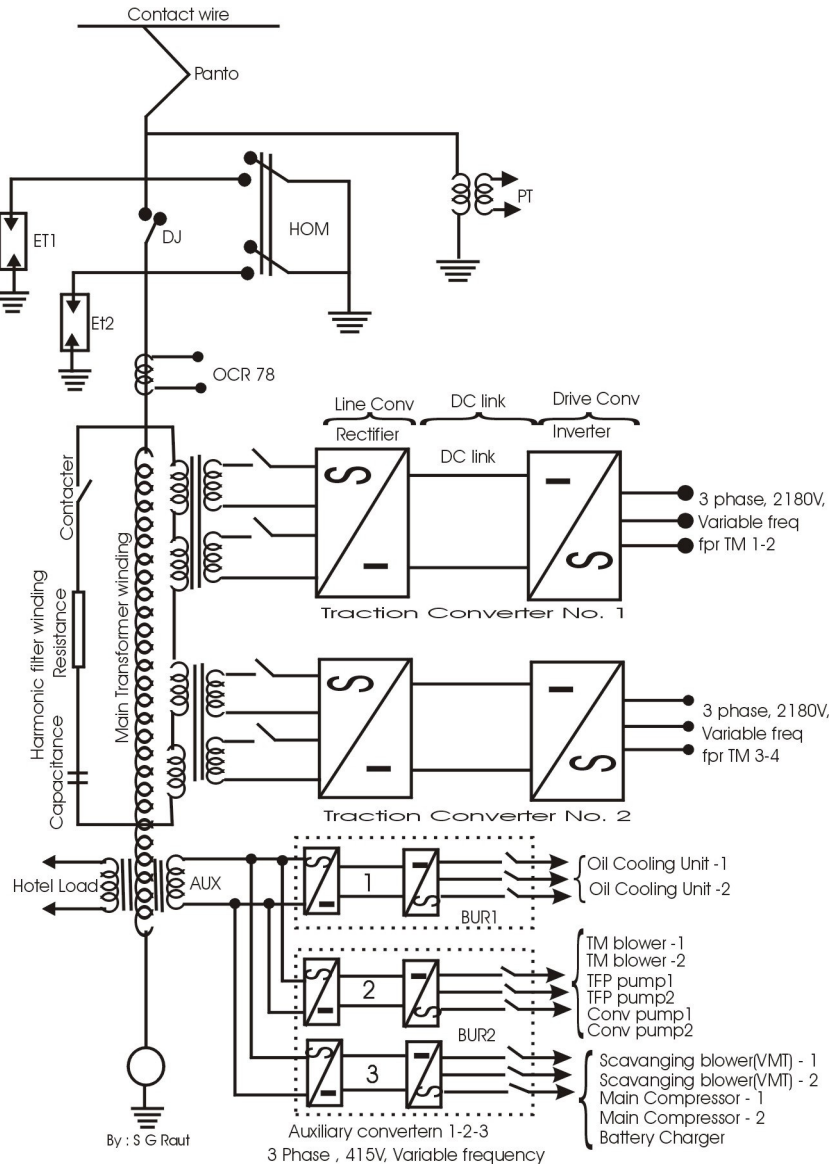 Contact wire
Panto
PT
HOM
ET1
DJ
Et2
OCR 78
Line Conv
DC link
Drive Conv
Rectifier
Inverter
DC link
3 phase, 2180V,
Variable freq
fpr TM 1-2
Traction Converter No. 1
Contacter
Harmonic filter winding
Resistance
Capacitance
Main Transformer winding
3 phase, 2180V,
Variable freq
fpr TM 3-4
Traction Converter No. 2
Hotel Load
AUX
1
BUR1
Oil Cooling Unit -1
Oil Cooling Unit -2
2
BUR2
TM blower -1
TM blower -2
TFP pump1
TFP pump2
Conv pump1
Conv pump2
3
Scavanging blower(VMT) - 1
Scavanging blower(VMT) - 2
Main Compressor - 1
Main Compressor - 2
Battery Charger
By : S G Raut
Auxiliary convertern 1-2-3
3 Phase , 415V, Variable frequency